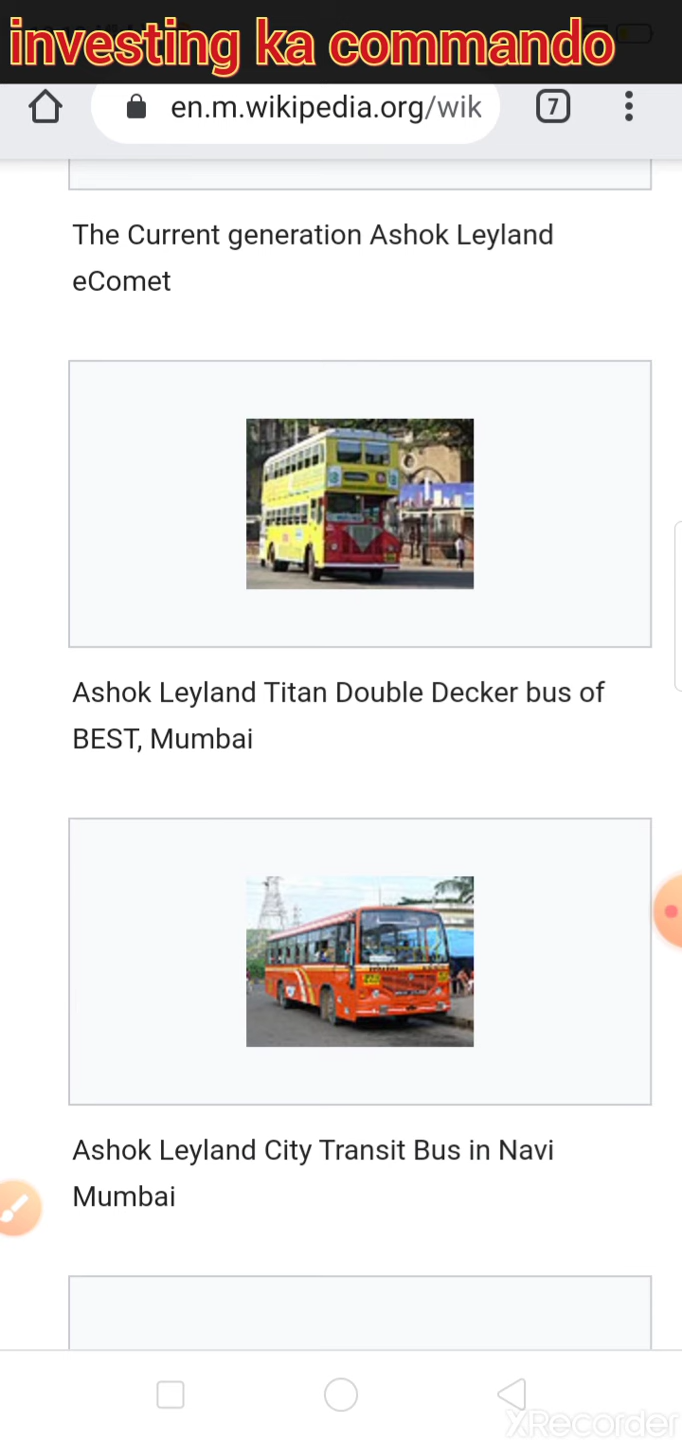 investing ka commando
en.m.wikipedia.org/wik
7
The Current generation Ashok Leyland
eComet
Ashok Leyland Titan Double Decker bus of
BEST, Mumbai
Ashok Leyland City Transit Bus in Navi
Mumbai
XRecorder